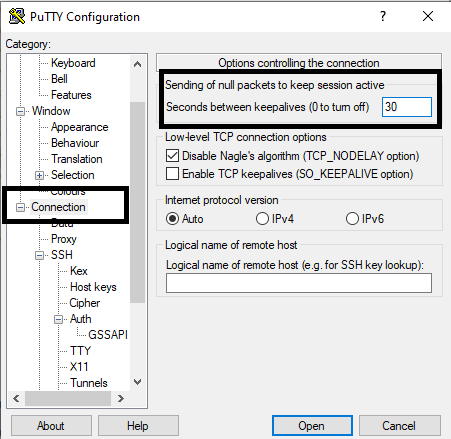 PuTTY Configuration
?
Category:
Keyboard
Bell
Features
Window
Appearance
Behaviour
Translation
Selection
Colours
Connection
Data
Proxy
SSH
Kex
Host keys
Cipher
Auth
GSSAPI
TTY
X11
Tunnels
Options controlling the connection
Sending of null packets to keep session active
Seconds between keepalives (0 to turn off) 30
Low-level TCP connection options
Disable Nagle's algorithm (TCP_NODELAY option)
Enable TCP keepalives (SO_KEEPALIVE option)
Internet protocol version
Auto IPv4 IPv6
Logical name of remote host
Logical name of remote host (e.g. for SSH key lookup):
About Help Open Cancel